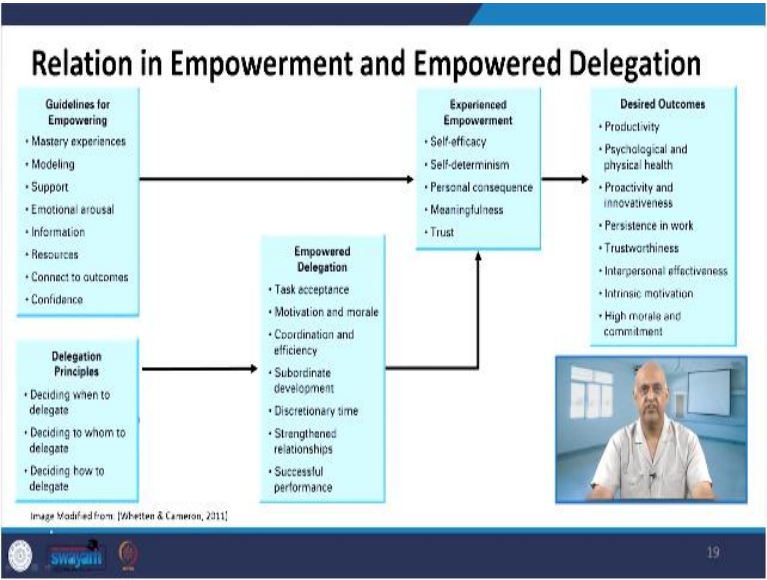 Relation in Empowerment and Empowered Delegation
Guidelines for
Empowering
• Mastery experiences
• Modeling
• Support
• Emotional arousal
• Information
• Resources
• Connect to outcomes
• Confidence
Delegation
Principles
• Deciding when to
delegate
• Deciding to whom to
delegate
• Deciding how to
delegate
Empowered
Delegation
• Task acceptance
• Motivation and morale
• Coordination and
efficiency
• Subordinate
development
• Discretionary time
• Strengthened
relationships
• Successful
performance
Experienced
Empowerment
• Self-efficacy
• Self-determinism
• Personal consequence
• Meaningfulness
• Trust
Desired Outcomes
• Productivity
• Psychological and
physical health
• Proactivity and
innovativeness
• Persistence in work
• Trustworthiness
• Interpersonal effectiveness
• Intrinsic motivation
• High morale and
commitment
Image Modified from: (Whetten & Cameron, 2011)
swayam
19